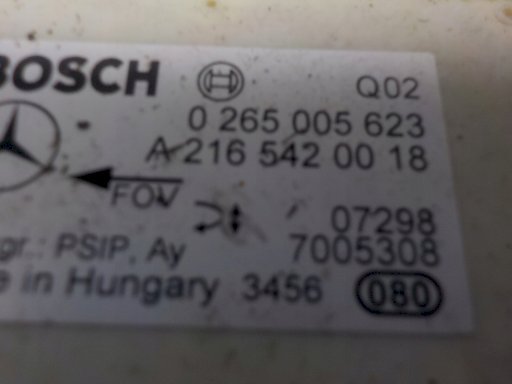 BOSCH Q02
0 265 005 623
A 216 542 00 18
FOV
07298
gr.: PSIP, Ay 7005308
e in Hungary 3456 080